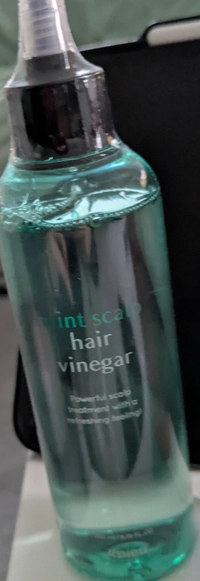 mint scalp
hair
vinegar
Powerful scalp
treatment with a
refreshing feeling!